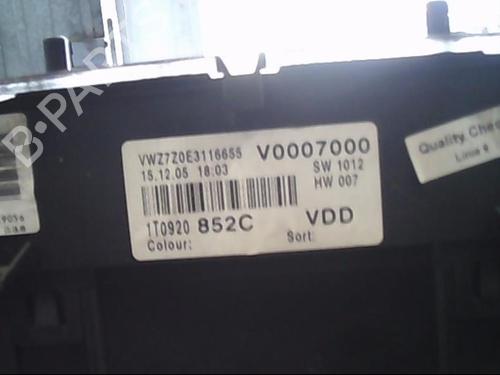 VWZ7Z0E3116655 V0007000
15.12.05 18:03 SW 1012
HW 007
1T0920 852C VDD
Colour: Sort:
Quality Che
B-PARTS